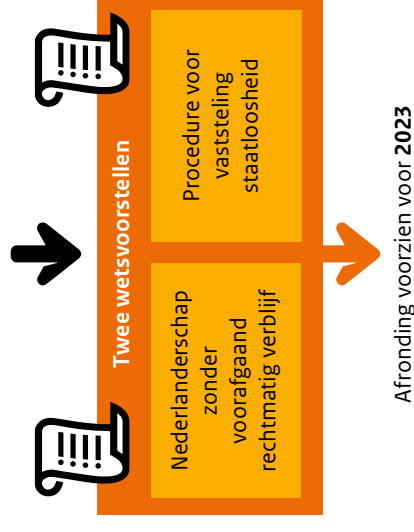 Twee wetsvoorstellen
Nederlanderschap
zonder
voorafgaand
rechtmatig verblijf
Procedure voor
vaststeling
staatloosheid
Afronding voorzien voor 2023